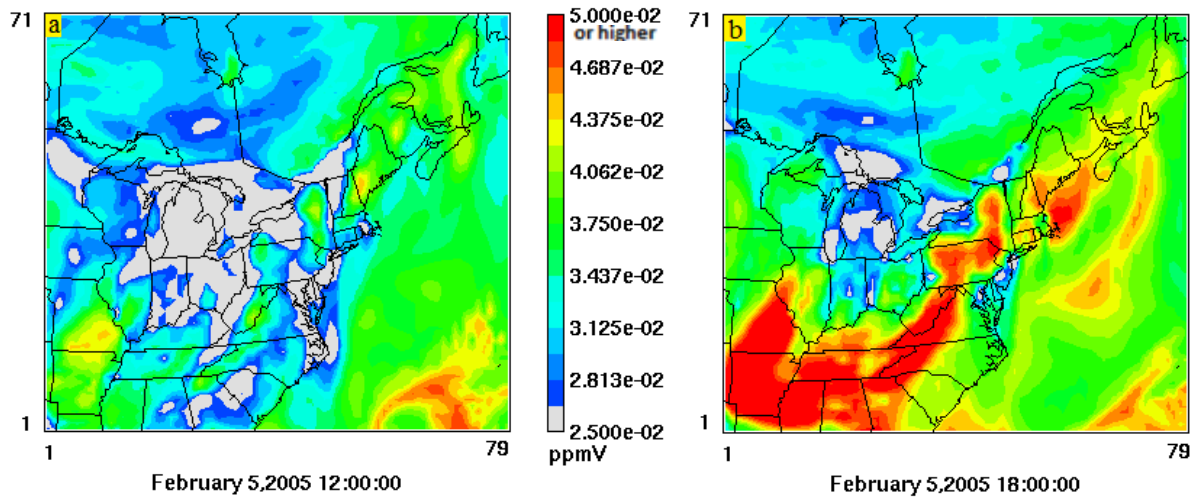 71
a
1
1
79
February 5,2005 12:00:00
5.000e-02
or higher
4.687e-02
4.375e-02
4.062e-02
3.750e-02
3.437e-02
3.125e-02
2.813e-02
2.500e-02
ppmV
71
b
1
1
79
February 5,2005 18:00:00